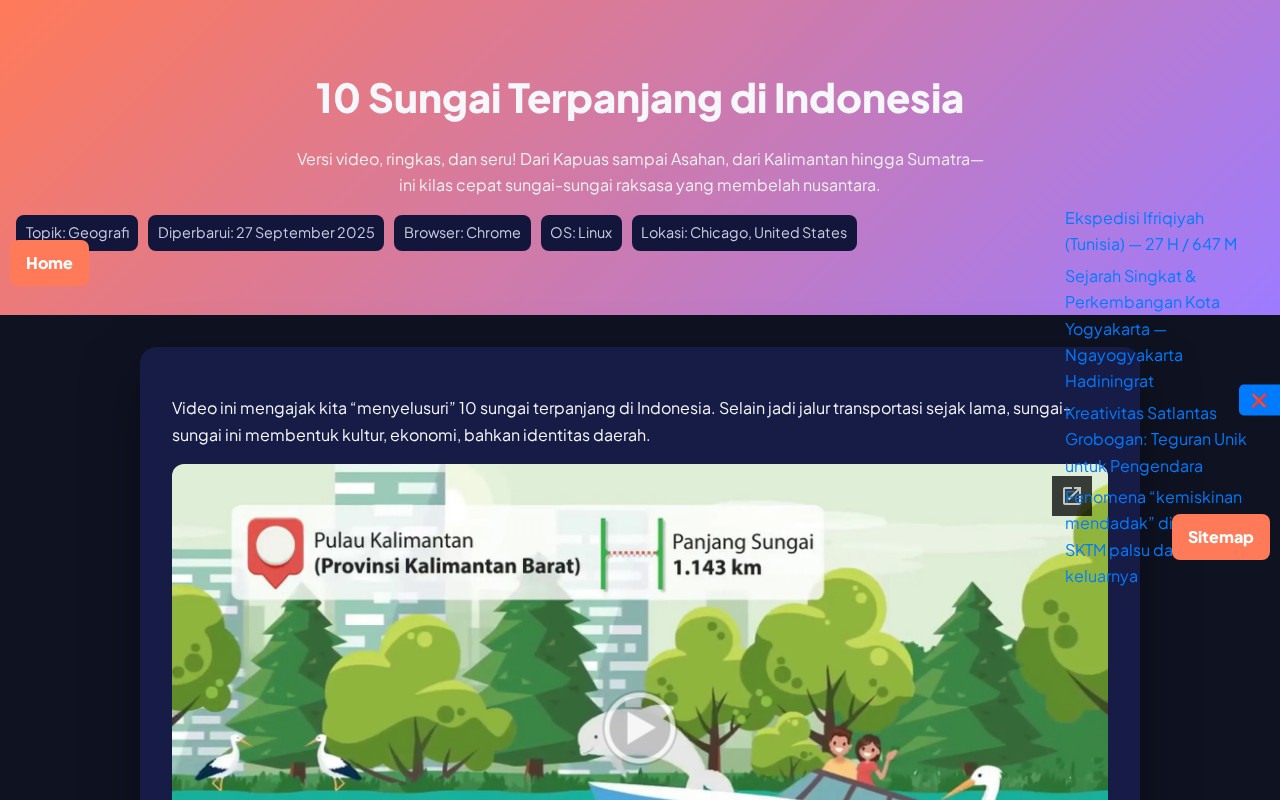 10 Sungai Terpanjang di Indonesia
Versi video, ringkas, dan seru! Dari Kapuas sampai Asahan, dari Kalimantan hingga Sumatra—
ini kilas cepat sungai-sungai raksasa yang membelah nusantara.
Topik: Geografi
Diperbarui: 27 September 2025
Browser: Chrome
OS: Linux
Lokasi: Chicago, United States
Home
Ekspedisi Ifriqiyah
(Tunisia) — 27 H / 647 M
Sejarah Singkat &
Perkembangan Kota
Yogyakarta —
Ngayogyakarta
Hadiningrat
Kreativitas Satlantas
Grobogan: Teguran Unik
untuk Pengendara
Fenomena “kemiskinan
mendadak” di
SKTM palsu da
keluarnya
Sitemap
Video ini mengajak kita “menyelusuri” 10 sungai terpanjang di Indonesia. Selain jadi jalur transportasi sejak lama, sungai-
sungai ini membentuk kultur, ekonomi, bahkan identitas daerah.
Pulau Kalimantan
(Provinsi Kalimantan Barat)
Panjang Sungai
1.143 km